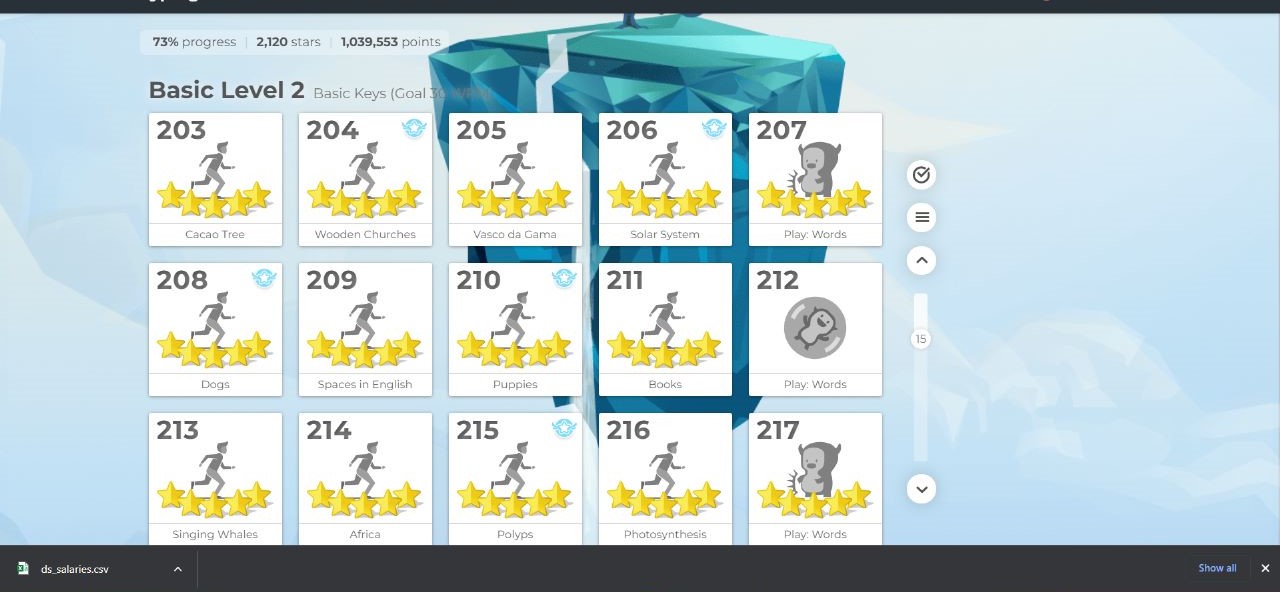 73% progress | 2,120 stars | 1,039,553 points
Basic Level 2 Basic Keys (Goal 30
203 204 205 206 207
Cacao Tree Wooden Churches Vasco da Gama Solar System Play: Words
208 209 210 211 212
Dogs Spaces in English Puppies Books Play: Words
15
213 214 215 216 217
Singing Whales Africa Polyps Photosynthesis Play: Words
ds_salaries.csv Show all